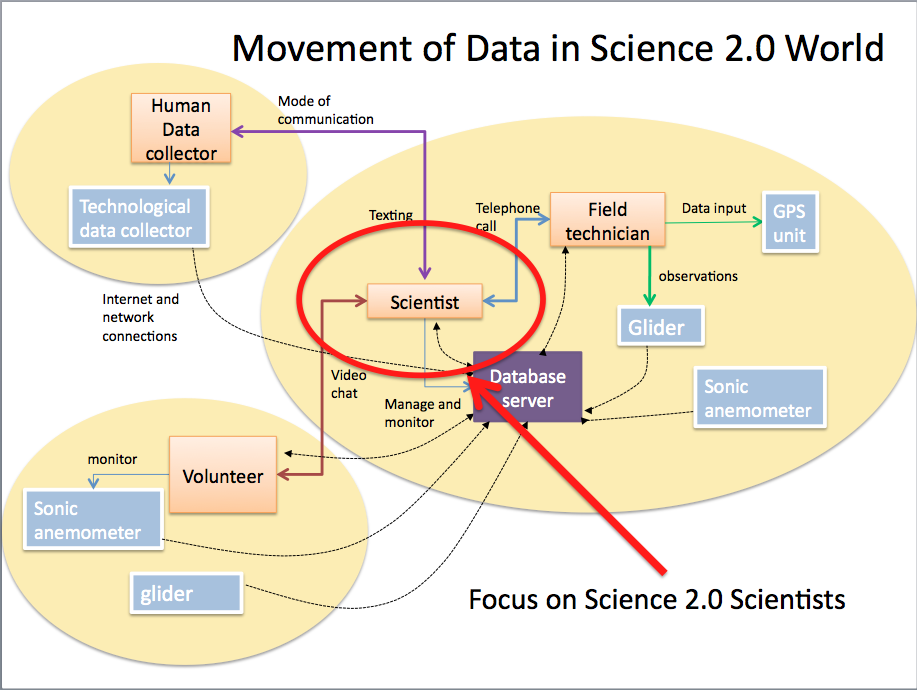 Movement of Data in Science 2.0 World
Human
Data
collector
Mode of
communication
Technological
data collector
Texting
Telephone
call
Field
technician
Data input
GPS
unit
observations
Internet and
network
connections
Scientist
Glider
Video
chat
Database
server
Sonic
anemometer
Manage and
monitor
monitor
Volunteer
Sonic
anemometer
glider
Focus on Science 2.0 Scientists